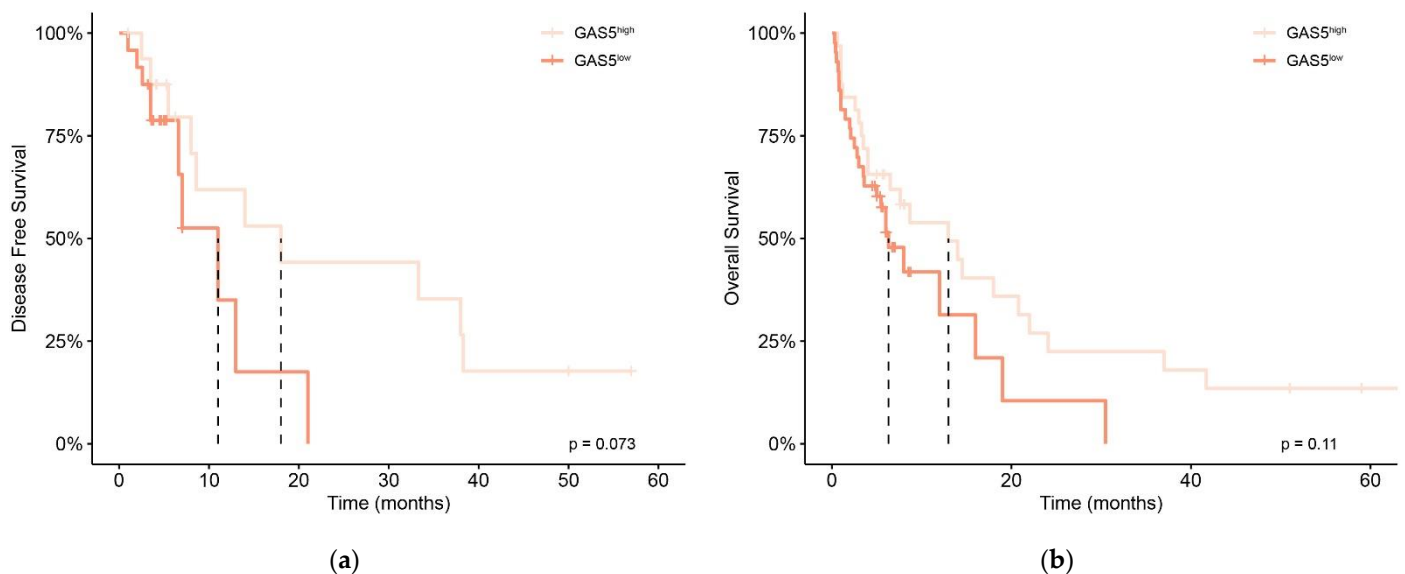 GAS5high
GAS5low
100%
75%
50%
25%
0%
Disease Free Survival
p = 0.073
0 10 20 30 40 50 60
Time (months)
(a)
GAS5high
GAS5low
100%
75%
50%
25%
0%
Overall Survival
p = 0.11
0 20 40 60
Time (months)
(b)